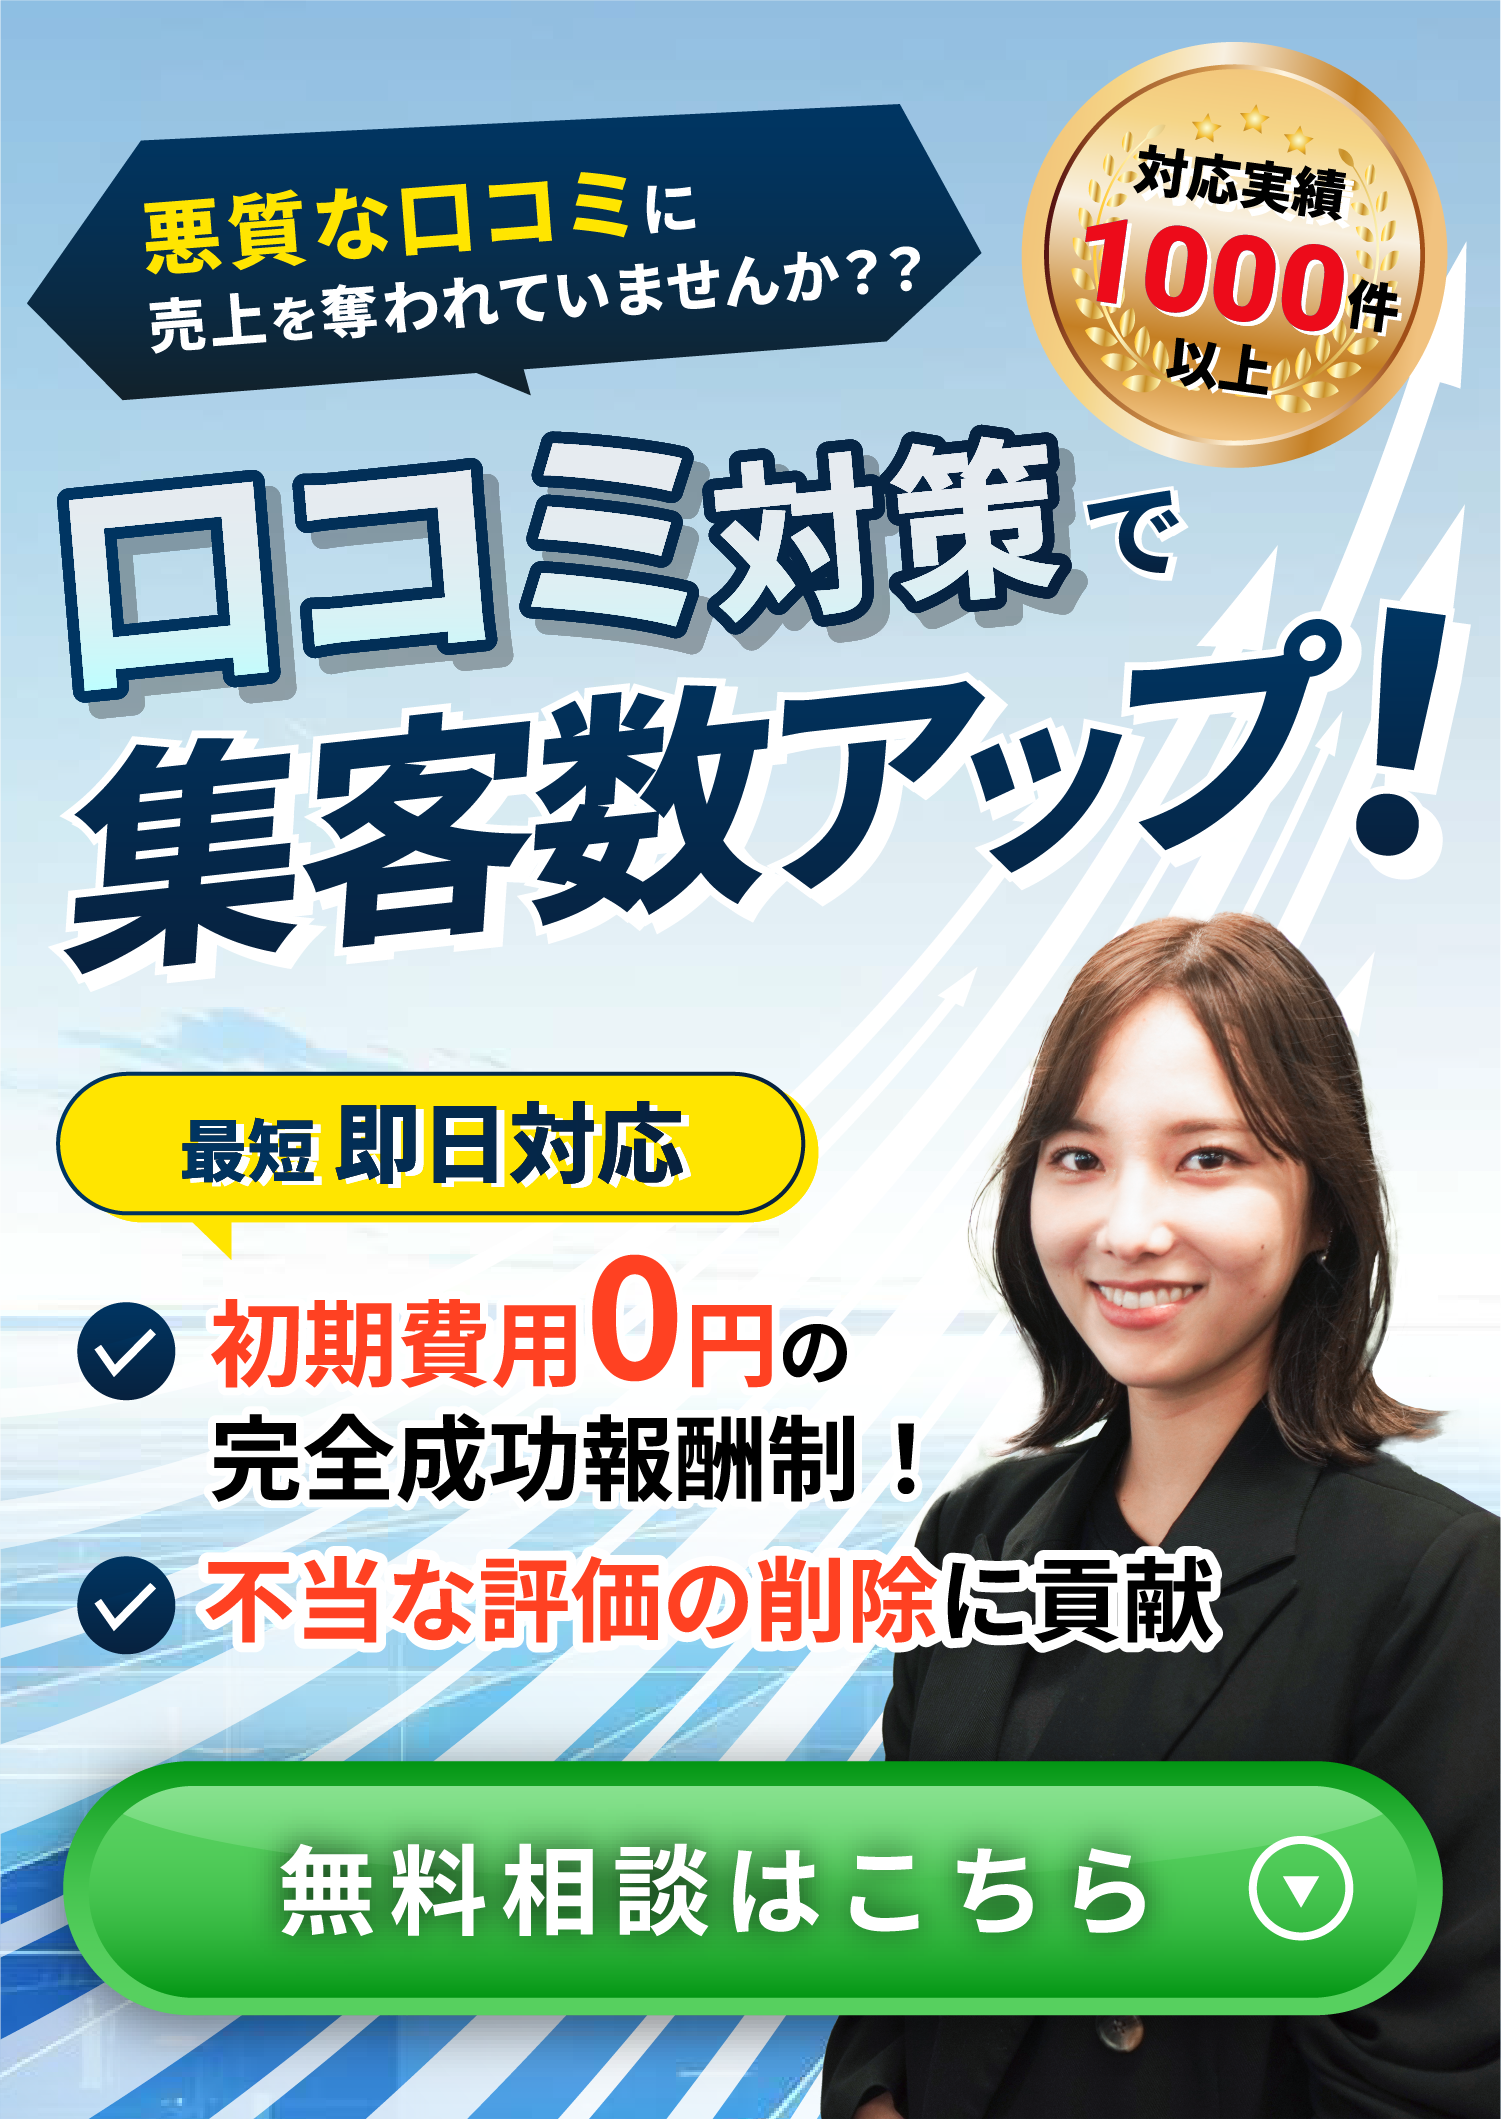 悪質な口コミに
売上を奪われていませんか？？
対応実績
1000件
以上
口コミ対策で
集客数アップ！
最短 即日対応
初期費用0円の
完全成功報酬制！
不当な評価の削除に貢献
無料相談はこちら